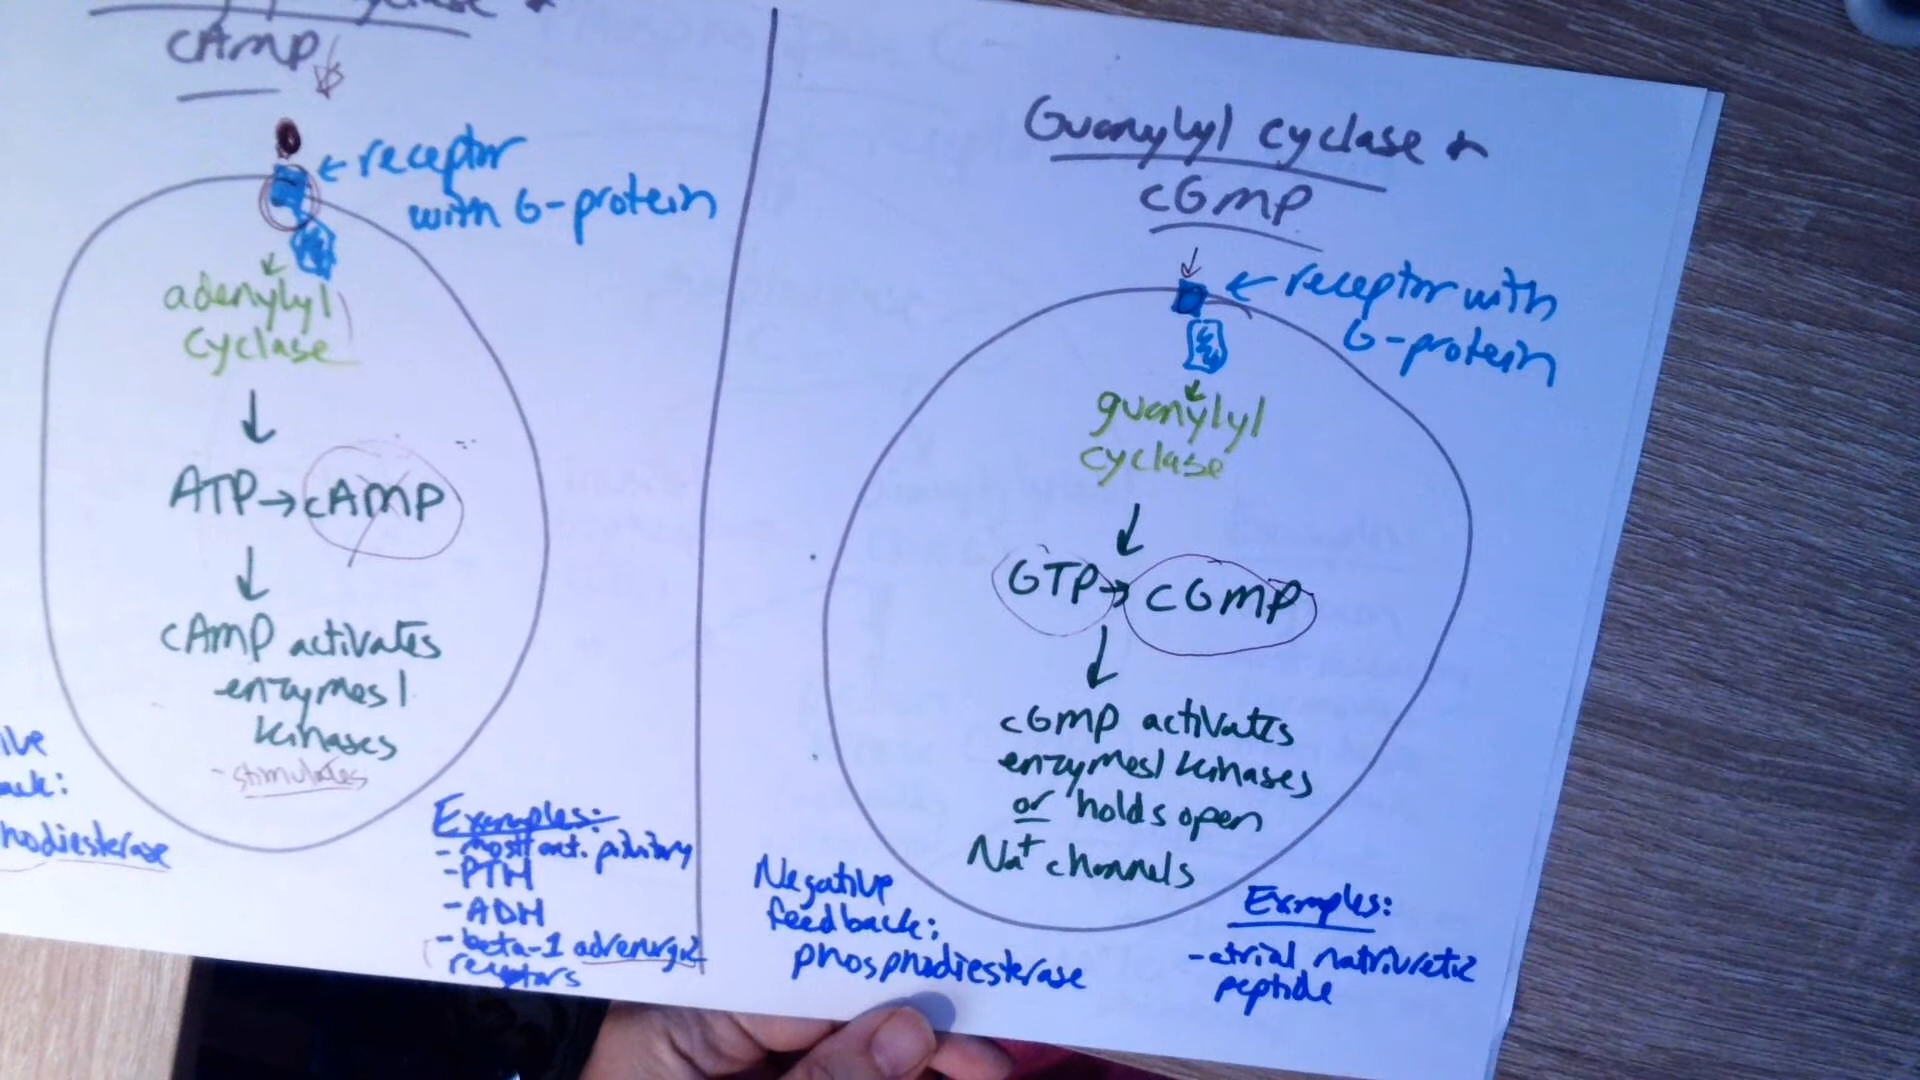 cyclase +
cAMP
← receptor
with G-protein
adenylyl
cyclase
ATP → cAMP
cAMP activates
enzymes/
kinases
- stimulates
Examples:
- most ant. pituitary
- PTH
- ADH
- beta-1 adrenergic
receptors
Guanylyl cyclase +
cGMP
← receptor with
G-protein
guanylyl
cyclase
GTP → cGMP
cGMP activates
enzymes/kinases
or holds open
Na+ channels
Negative
feedback:
phosphodiesterase
Examples:
- atrial natriuretic
peptide